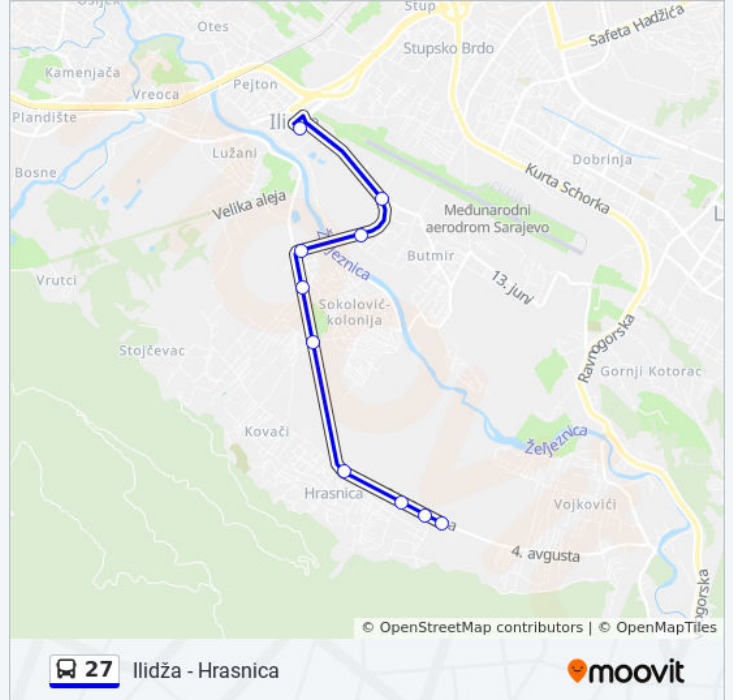 Stup
Otes
Safeta Hadžića
Stupsko Brdo
Kamenjača
Pejton
Vreoca
Plandište
Lužani
Dobrinja
Bosne
Kurta Schorka
Velika aleja
Međunarodni
aerodrom Sarajevo
Željeznica
Butmir
Vrutci
13. juni
Sokolović-
kolonija
Ravnogorska
Stojčevac
Gornji Kotorac
Kovači
Željeznica
Hrasnica
Vojkovići
4. avgusta
© OpenStreetMap contributors | © OpenMapTiles
27 Ilidža - Hrasnica
moovit